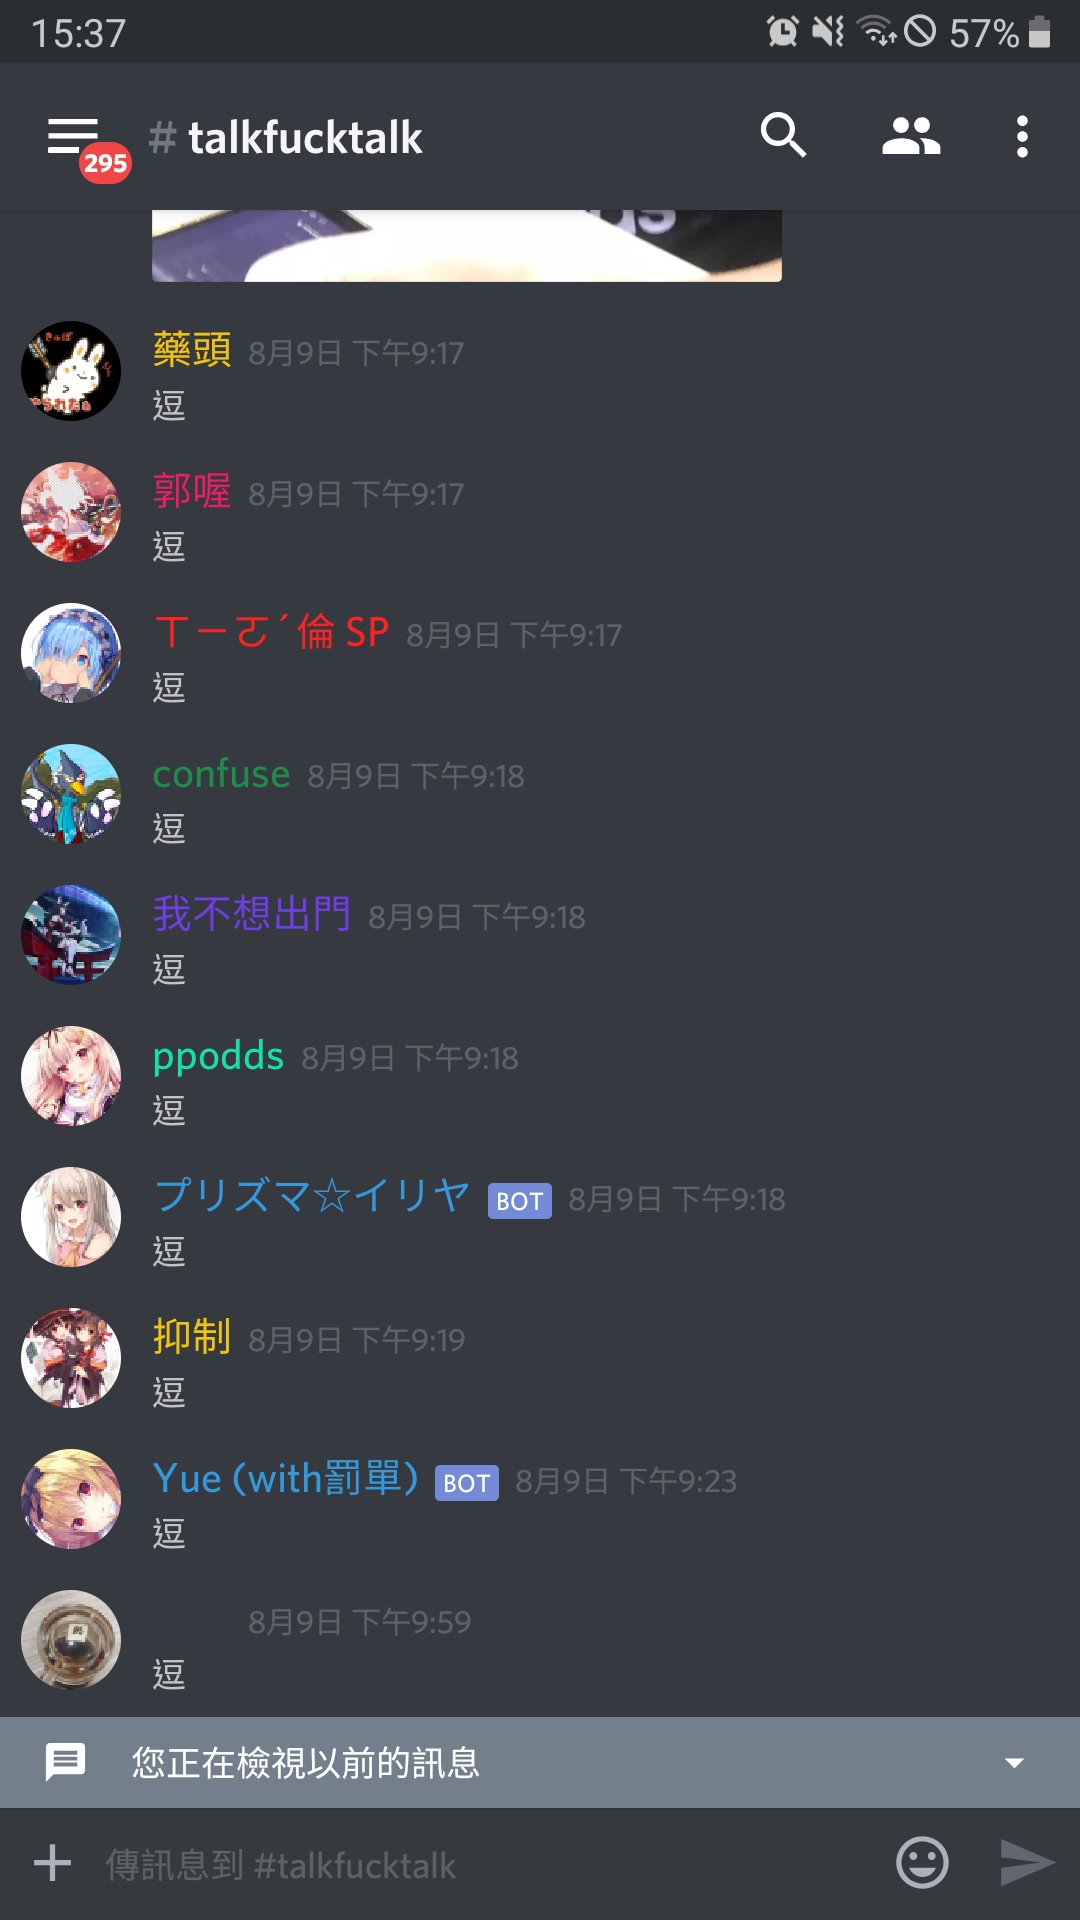 15:37
57%
# talkfucktalk
295
藥頭 8月9日 下午9:17
逗
郭喔 8月9日 下午9:17
逗
ㄒㄧㄛˊ倫 SP 8月9日 下午9:17
逗
confuse 8月9日 下午9:18
逗
我不想出門 8月9日 下午9:18
逗
ppodds 8月9日 下午9:18
逗
プリズマ☆イリヤ BOT 8月9日 下午9:18
逗
抑制 8月9日 下午9:19
逗
Yue (with罰單) BOT 8月9日 下午9:23
逗
8月9日 下午9:59
逗
您正在檢視以前的訊息
傳訊息到 #talkfucktalk